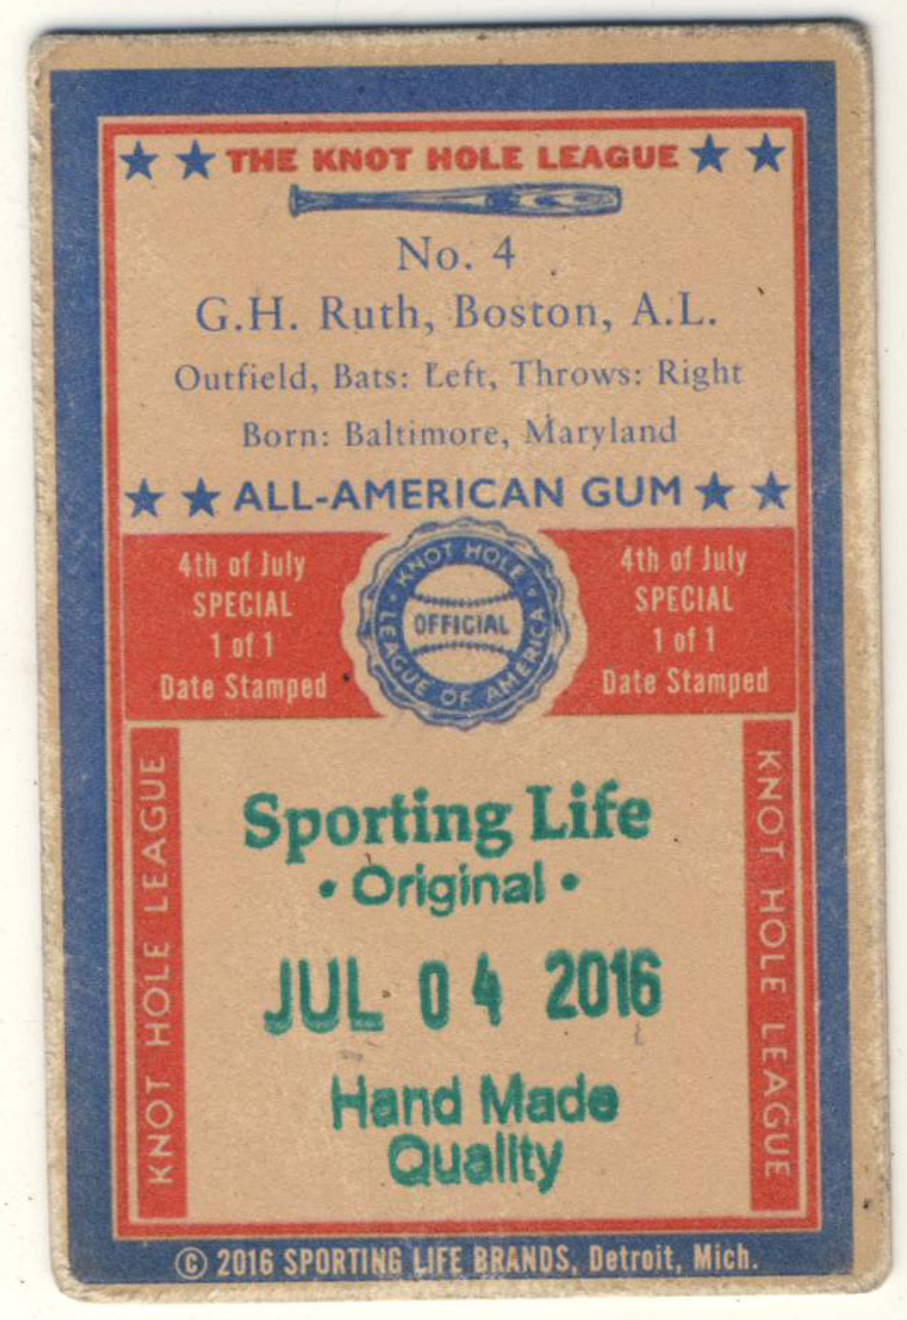 ★ ★ THE KNOT HOLE LEAGUE ★ ★
No. 4
G.H. Ruth, Boston, A.L.
Outfield, Bats: Left, Throws: Right
Born: Baltimore, Maryland
★ ★ ALL-AMERICAN GUM ★ ★
4th of July
SPECIAL
1 of 1
Date Stamped
• KNOT HOLE •
LEAGUE OF AMERICA
OFFICIAL
4th of July
SPECIAL
1 of 1
Date Stamped
KNOT HOLE LEAGUE
Sporting Life
• Original •
JUL 04 2016
Hand Made
Quality
KNOT HOLE LEAGUE
© 2016 SPORTING LIFE BRANDS, Detroit, Mich.